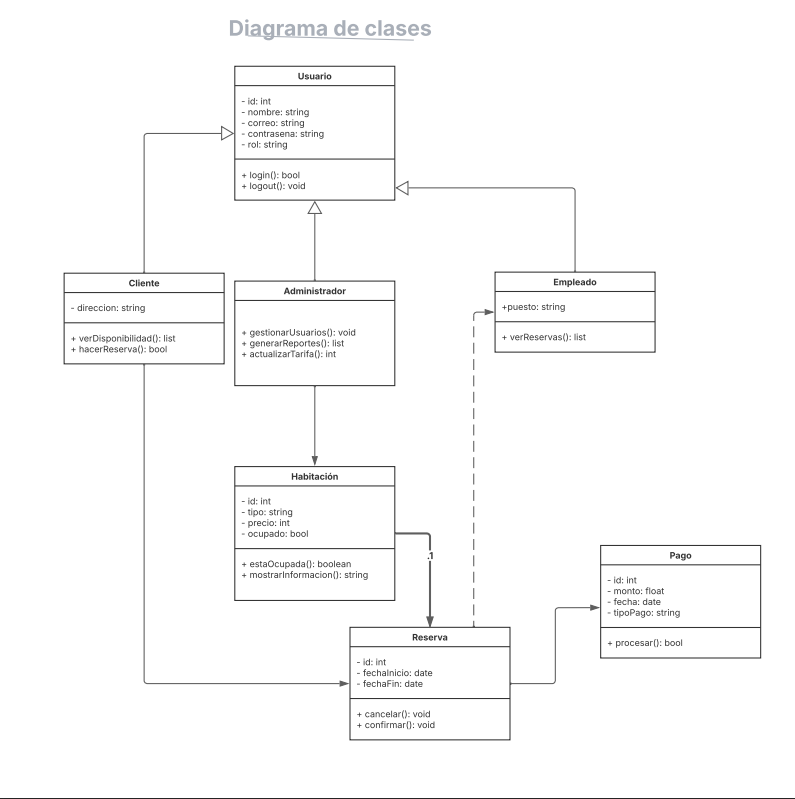 Diagrama de clases
Usuario
- id: int
- nombre: string
- correo: string
- contrasena: string
- rol: string
+ login(): bool
+ logout(): void
Cliente
- direccion: string
+ verDisponibilidad(): list
+ hacerReserva(): bool
Administrador
+ gestionarUsuarios(): void
+ generarReportes(): list
+ actualizarTarifa(): int
Empleado
+puesto: string
+ verReservas(): list
Habitación
- id: int
- tipo: string
- precio: int
- ocupado: bool
+ estaOcupada(): boolean
+ mostrarInformacion(): string
.1
Pago
- id: int
- monto: float
- fecha: date
- tipoPago: string
+ procesar(): bool
Reserva
- id: int
- fechaInicio: date
- fechaFin: date
+ cancelar(): void
+ confirmar(): void